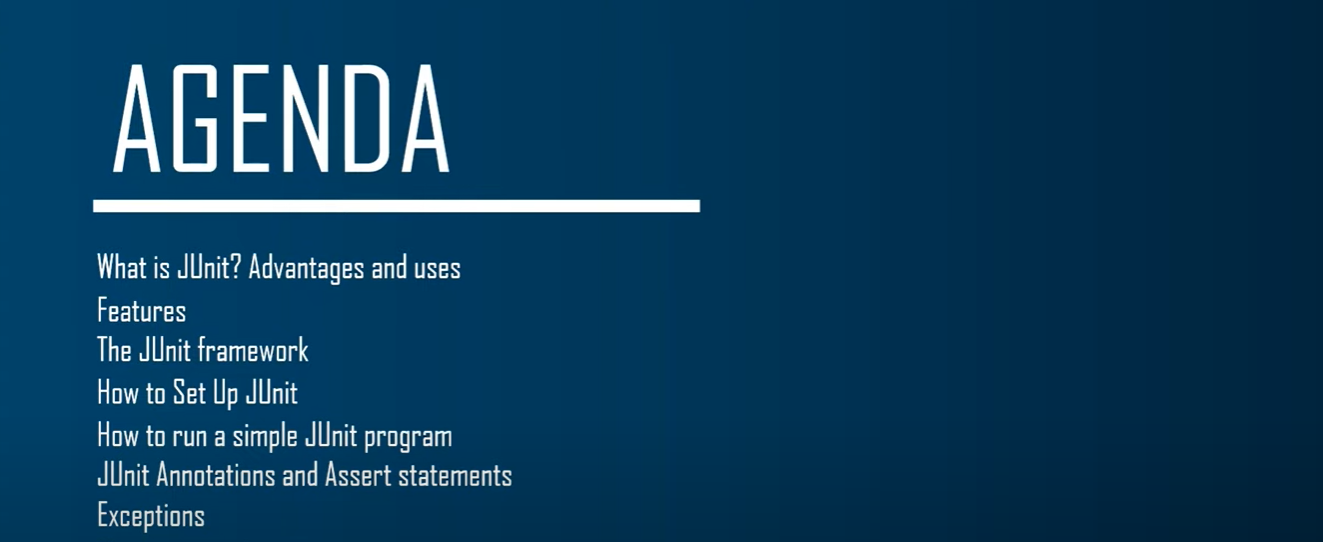 AGENDA
What is JUnit? Advantages and uses
Features
The JUnit framework
How to Set Up JUnit
How to run a simple JUnit program
JUnit Annotations and Assert statements
Exceptions